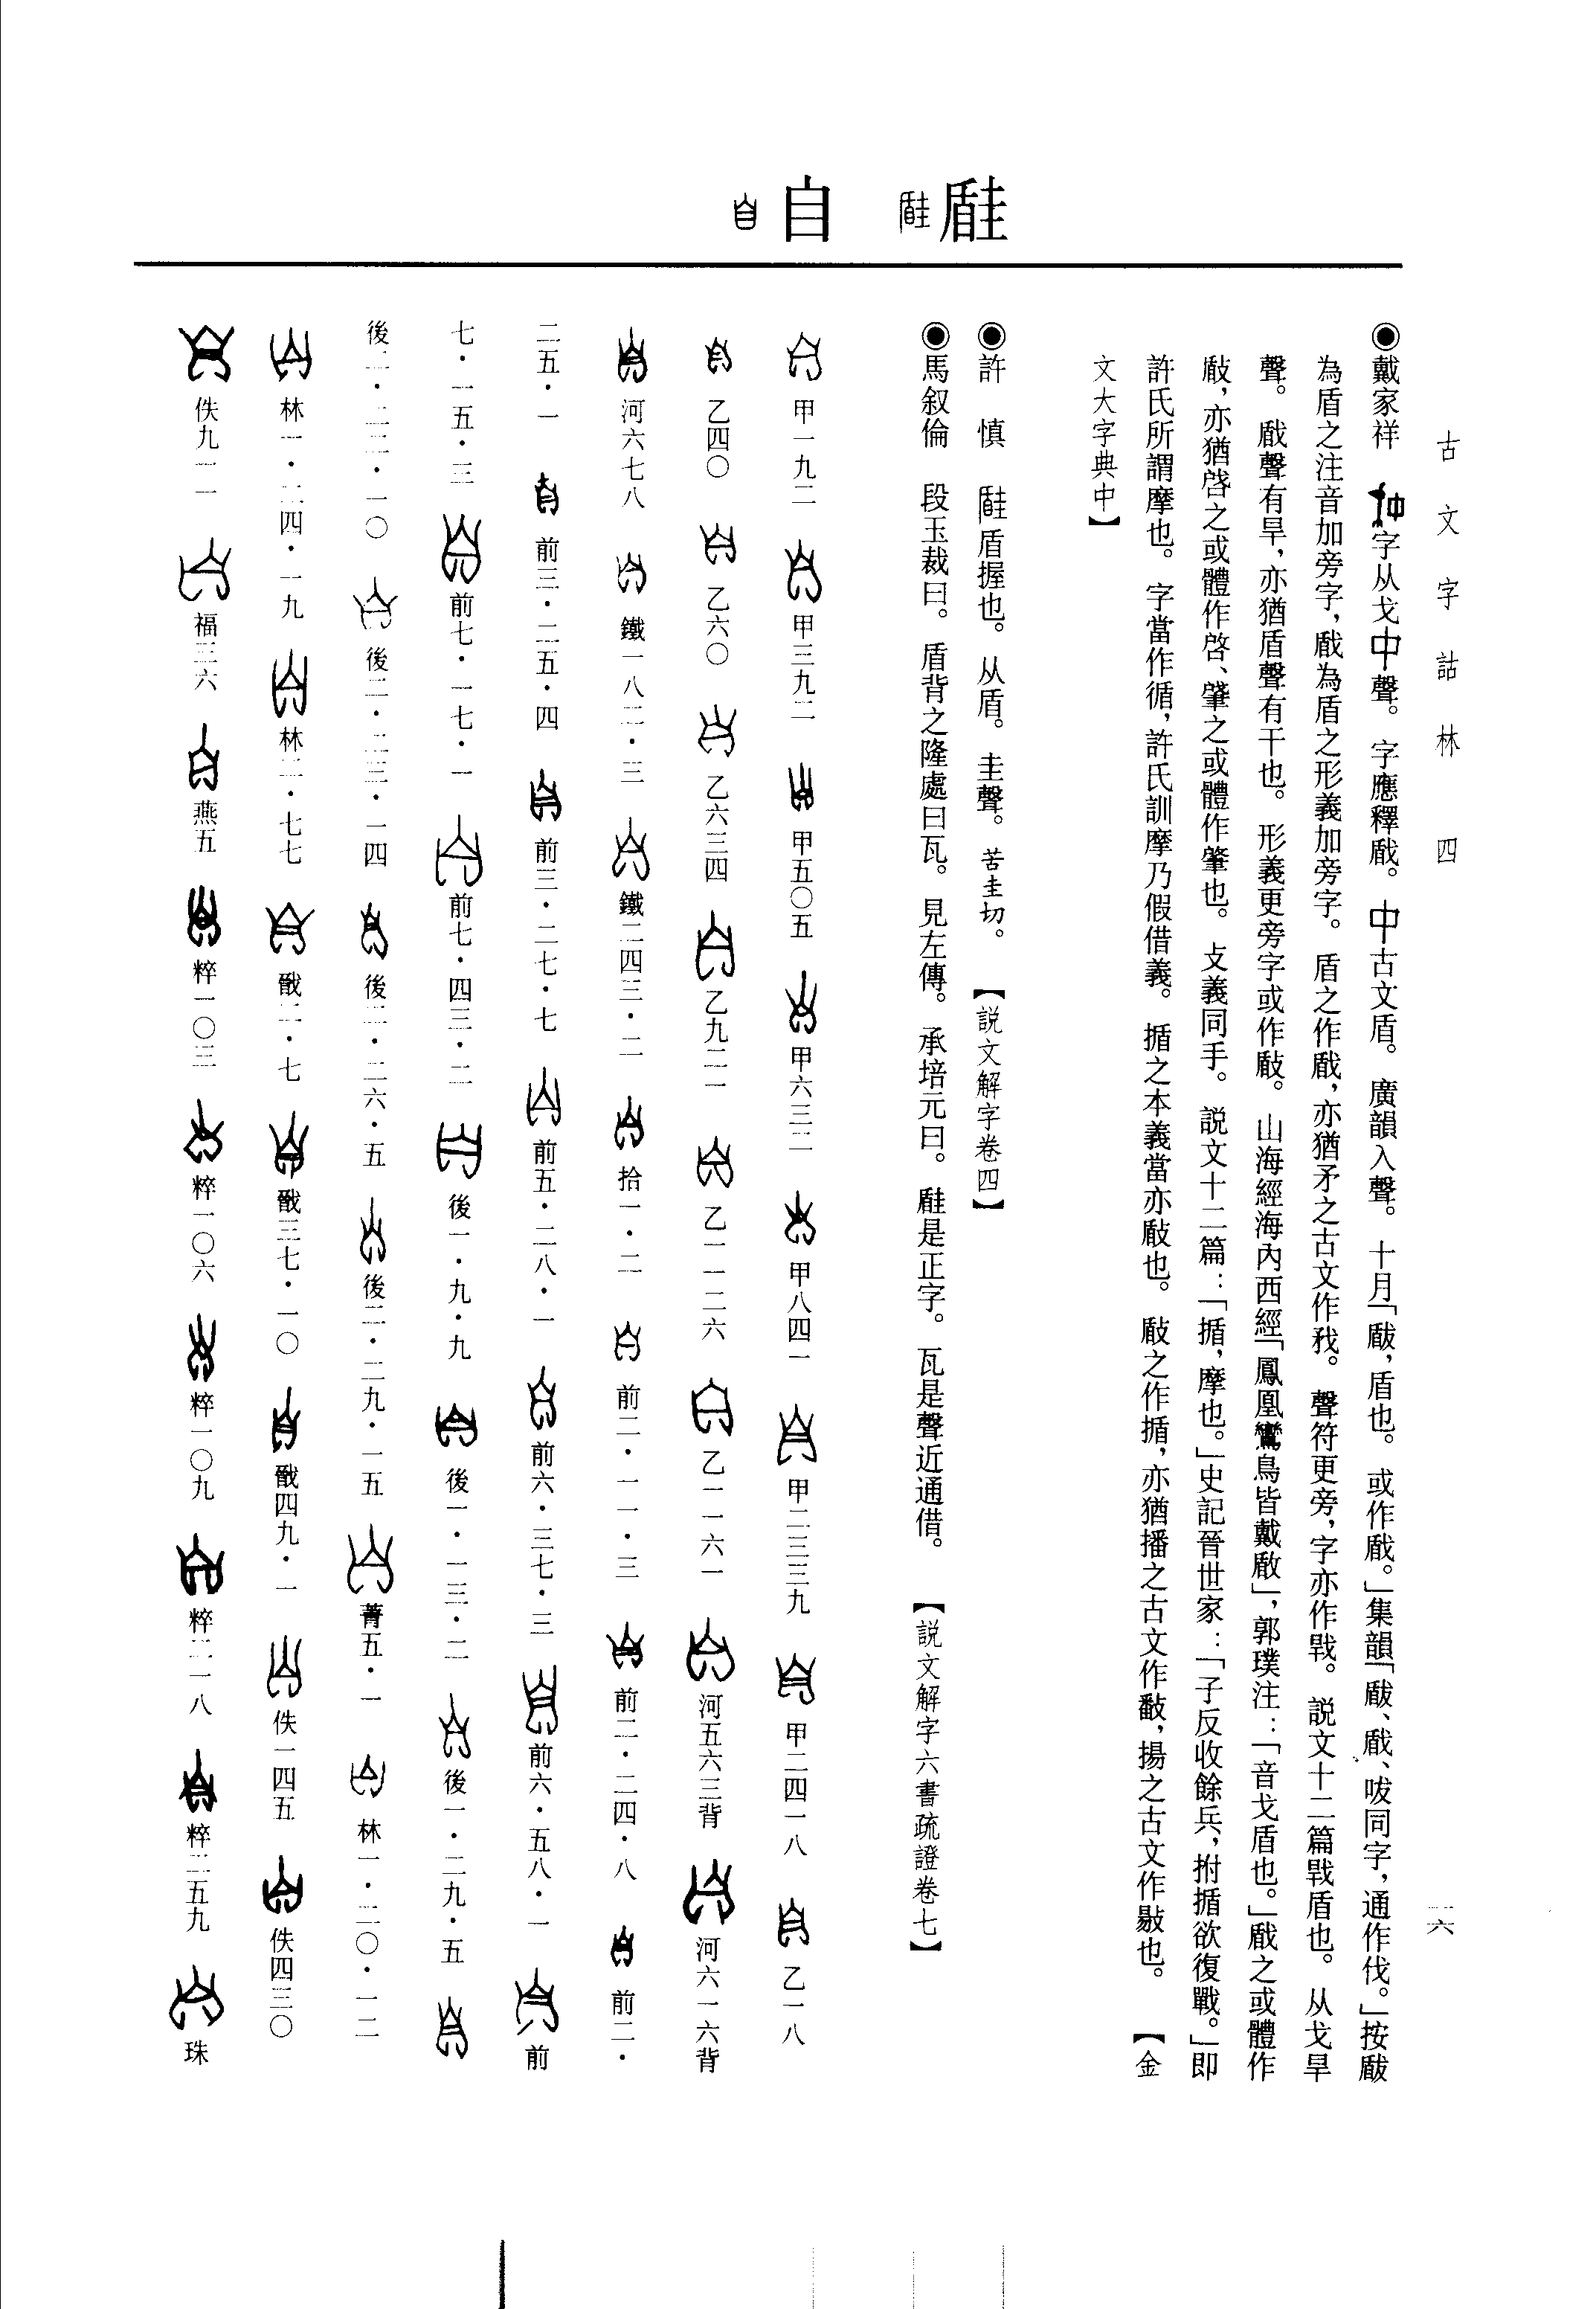 古文字詁林　四
一六
自
◉戴家祥　字从戈中聲。字應釋。中古文盾。廣韻入聲。十月「瞂，盾也。或作。」集韻「瞂、、㕹同字，通作伐。」按瞂
為盾之注音加旁字，為盾之形義加旁字。盾之作，亦猶矛之古文作。聲符更旁，字亦作。說文十二篇盾也。从戈旱
聲。聲有旱，亦猶盾聲有干也。形義更旁字或作。山海經海內西經「鳳凰鸞鳥皆戴瞂」，郭璞注：「音戈盾也。」之或體作
，亦猶啓之或體作啓、肈之或體作肇也。攴義同手。說文十二篇：「揗，摩也。」史記晉世家：「子反收餘兵，拊揗欲復戰。」即
許氏所謂摩也。字當作循，許氏訓摩乃假借義。揗之本義當亦也。之作揗，亦猶播之古文作，揚之古文作敭也。　【金
文大字典中】
◉許　慎　盾握也。从盾。圭聲。苦圭切。　【說文解字卷四】
◉馬叙倫　段玉裁曰。盾背之隆處曰瓦。見左傳。承培元曰。是正字。瓦是聲近通借。　【說文解字六書疏證卷七】
甲一九二　甲三九二　甲五〇五　甲六三二　甲八四一　甲二三三九　甲二四一八　乙一八
乙四〇　乙六〇　乙六三四　乙九二一　乙一一二六　乙一一六一　河五六三背　河六一六背
河六七八　鐵一八二・三　鐵二四三・二　拾一・二　前二・一一・三　前二・二四・八　前二・
二五・一　前三・二五・四　前三・二七・七　前五・二八・一　前六・三七・三　前六・五八・一　前
七・一五・三　前七・一七・一　前七・四三・二　後一・九・九　後一・一三・二　後一・二九・五
後二・二二・一〇　後二・二三・一四　後二・二六・五　後二・二九・一五　菁五・一　林一・二〇・一二
林一・二四・一九　林二・七七　戩二・七　戩三七・一〇　戩四九・一　佚一四五　佚四三〇
佚九一一　福三六　燕五　粹一〇三　粹一〇六　粹一〇九　粹二一八　粹二五九　珠